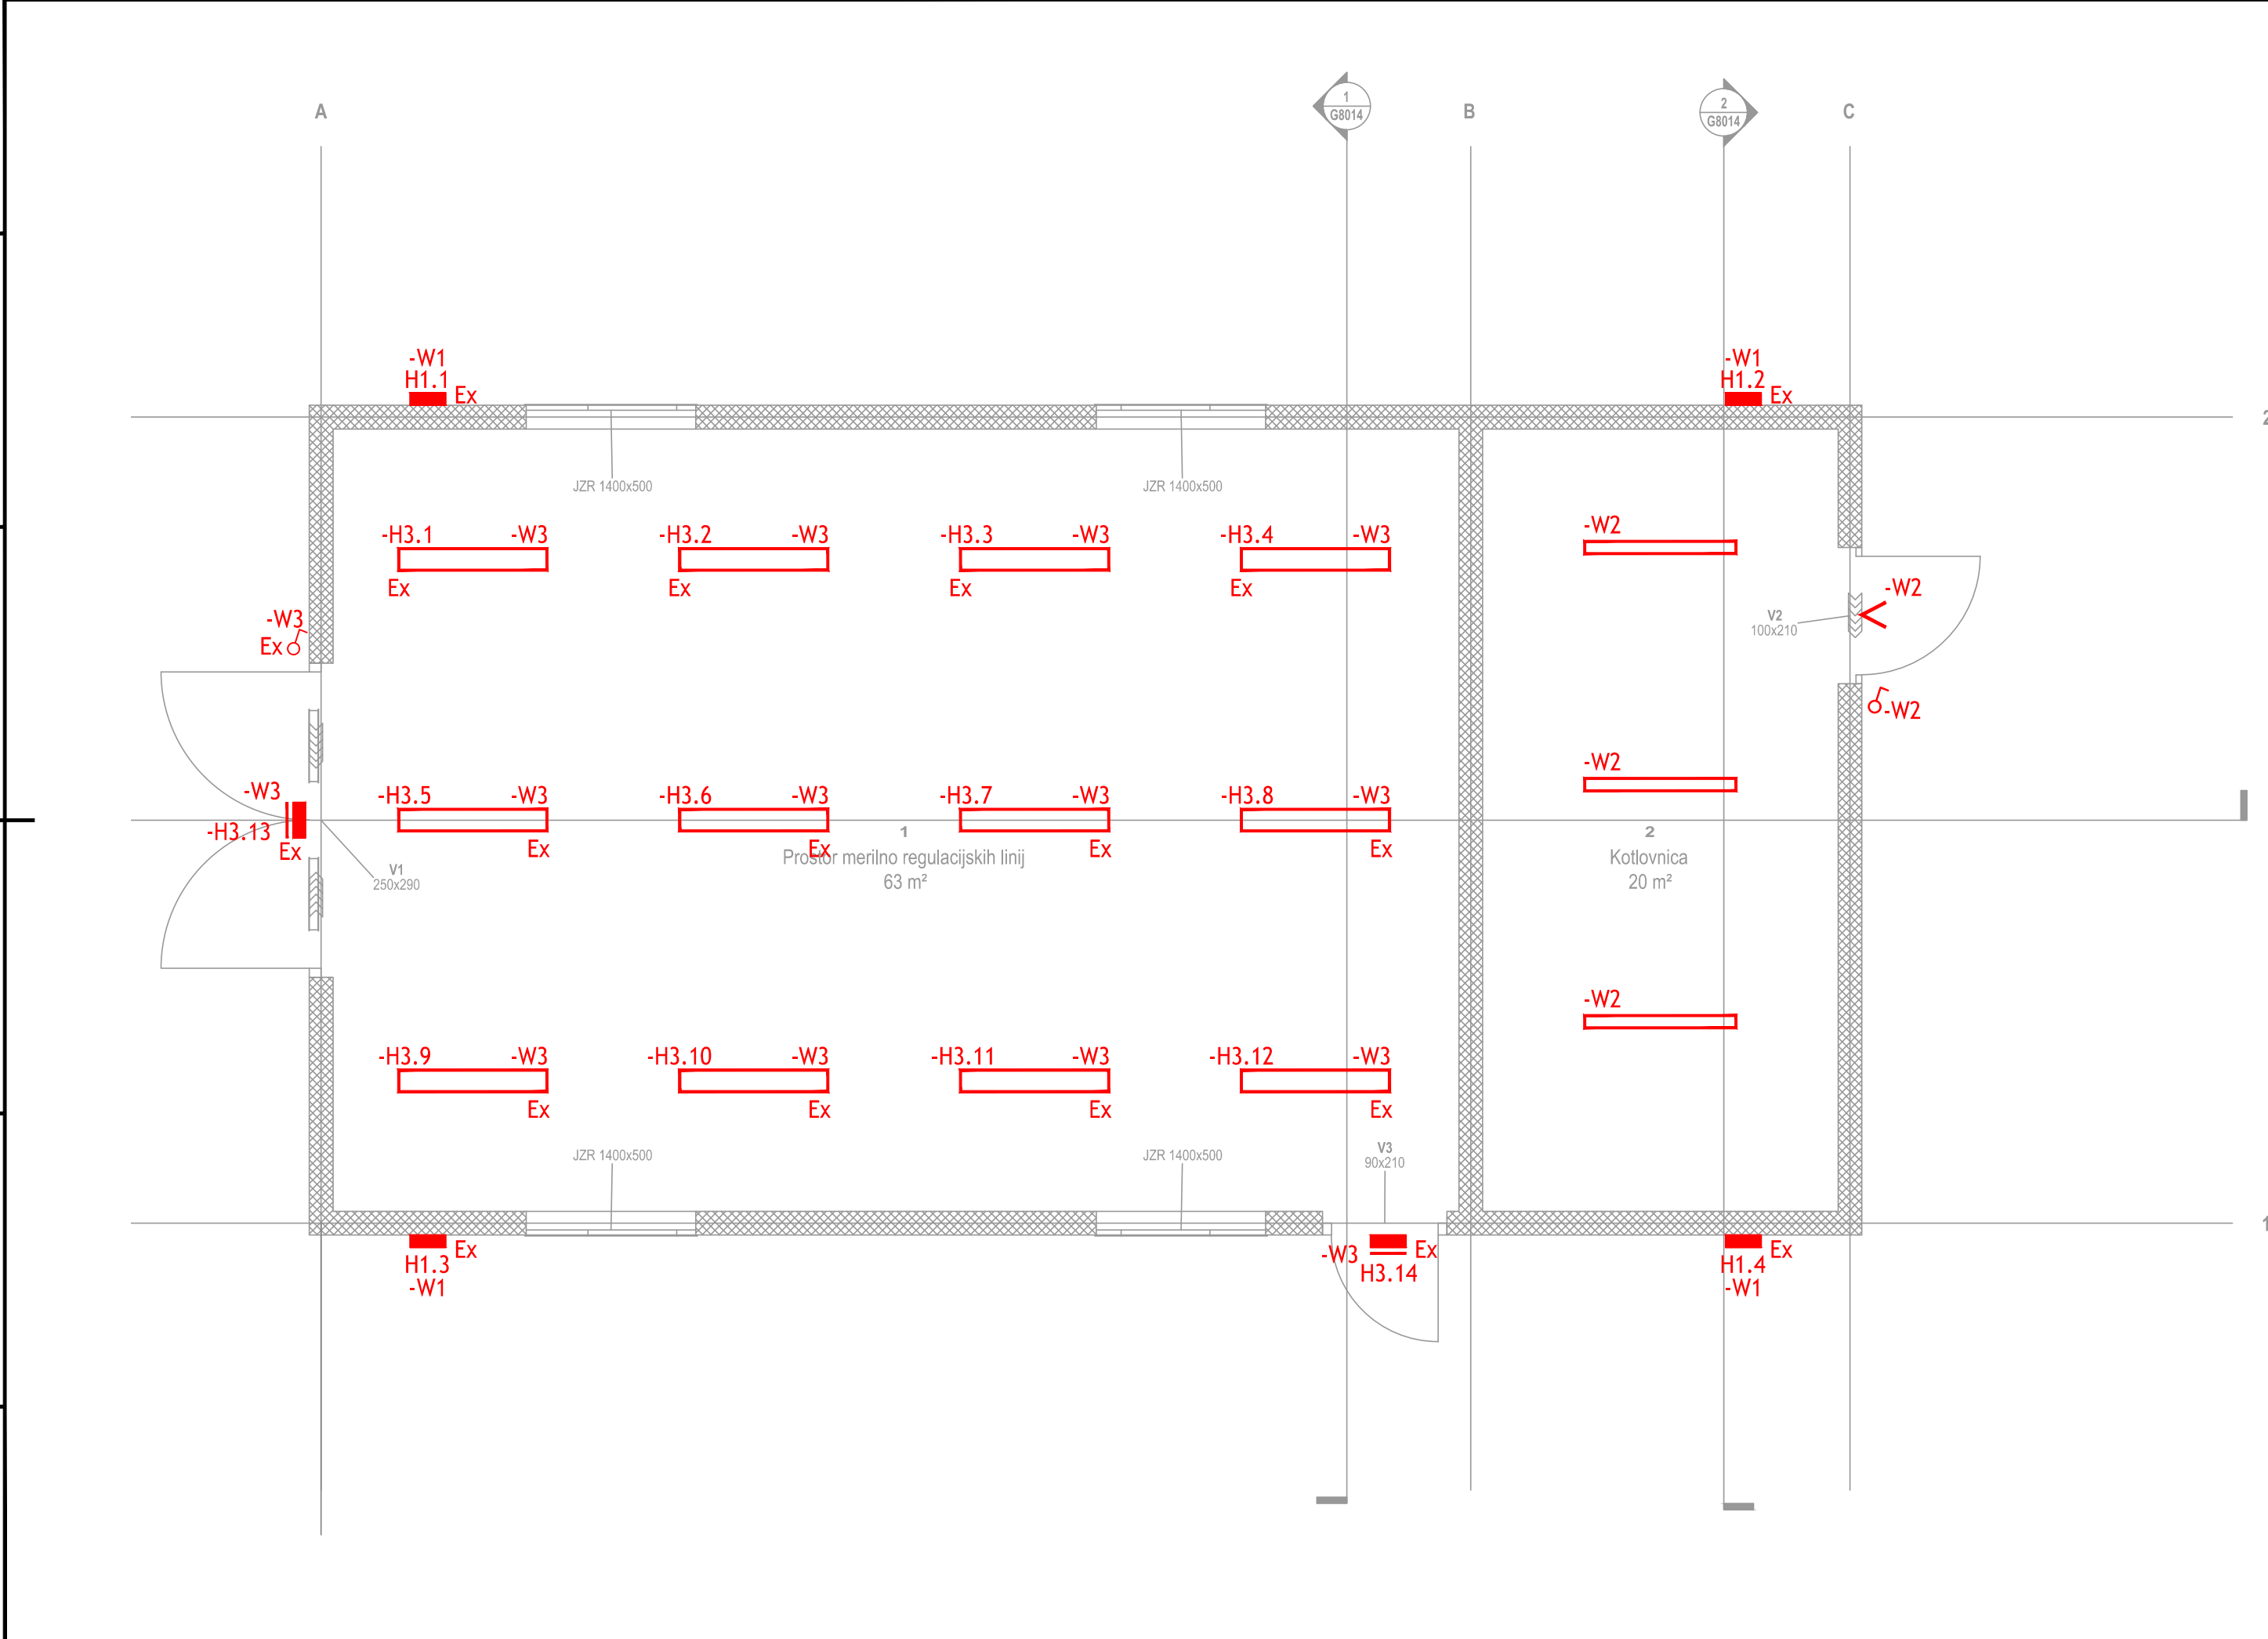 A
1
G8014
B
2
G8014
C
-W1
H1.1
Ex
-W1
H1.2
Ex
2
JZR 1400x500
JZR 1400x500
-H3.1
-W3
Ex
-H3.2
-W3
Ex
-H3.3
-W3
Ex
-H3.4
-W3
Ex
-W2
-W3
Ex
V2
100x210
-W2
-W2
-W3
-H3.13
Ex
-H3.5
-W3
Ex
-H3.6
-W3
Ex
-H3.7
-W3
Ex
-H3.8
-W3
Ex
-W2
V1
250x290
1
Prostor merilno regulacijskih linij
63 m²
2
Kotlovnica
20 m²
-H3.9
-W3
Ex
-H3.10
-W3
Ex
-H3.11
-W3
Ex
-H3.12
-W3
Ex
-W2
JZR 1400x500
JZR 1400x500
V3
90x210
1
Ex
H1.3
-W1
-W3
Ex
H3.14
Ex
H1.4
-W1